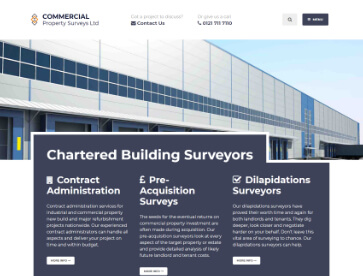 COMMERCIAL
Property Surveys Ltd
Got a project to discuss?
Contact Us
Or give us a call
0121 711 7110
MENU
Chartered Building Surveyors
Contract
Administration
Contract administration services for
industrial and commercial property
new build and major refurbishment
projects nationwide. Our experienced
contract administrators can handle all
aspects and deliver your project on
time and within budget.
MORE INFO
£ Pre-
Acquisition
Surveys
The seeds for the eventual returns on
commercial property investment are
often made during acquisition. Our
pre-acquisition surveyors look at every
aspect of the target property or estate
and provide detailed analysis of likely
future landlord and tenant costs.
MORE INFO
Dilapidations
Surveyors
Our dilapidations surveyors have
proved their worth time and again for
both landlords and tenants. They dig
deeper, look closer and negotiate
harder on your behalf. Don't leave this
vital area of surveying to chance. Our
dilapidations surveyors can help.
MORE INFO